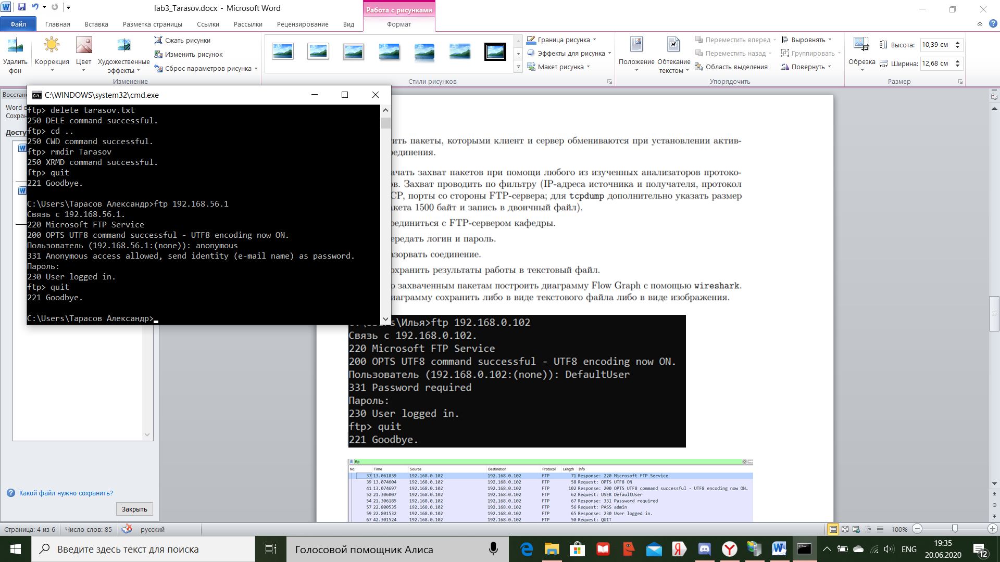 lab3_Tarasov.docx - Microsoft Word
Работа с рисунками
Файл
Главная
Вставка
Разметка страницы
Ссылки
Рассылки
Рецензирование
Вид
Формат
Удалить фон
Коррекция
Цвет
Художественные эффекты
Сжать рисунки
Изменить рисунок
Сброс параметров рисунка
Изменение
Стили рисунков
Граница рисунка
Эффекты для рисунка
Макет рисунка
Положение
Обтекание текстом
Переместить вперед
Переместить назад
Область выделения
Выровнять
Группировать
Повернуть
Упорядочить
Обрезка
Высота: 10,39 см
Ширина: 12,68 см
Размер
Восстан
Word в
Сохран
Досту
C:\WINDOWS\system32\cmd.exe
ftp> delete tarasov.txt
250 DELE command successful.
ftp> cd ..
250 CWD command successful.
ftp> rmdir Tarasov
250 XRMD command successful.
ftp> quit
221 Goodbye.
C:\Users\Тарасов Александр>ftp 192.168.56.1
Связь с 192.168.56.1.
220 Microsoft FTP Service
200 OPTS UTF8 command successful - UTF8 encoding now ON.
Пользователь (192.168.56.1:(none)): anonymous
331 Anonymous access allowed, send identity (e-mail name) as password.
Пароль:
230 User logged in.
ftp> quit
221 Goodbye.
C:\Users\Тарасов Александр>
тить пакеты, которыми клиент и сервер обмениваются при установлении актив-
оединения.
ачать захват пакетов при помощи любого из изученных анализаторов протоко-
ов. Захват проводить по фильтру (IP-адреса источника и получателя, протокол
CP, порты со стороны FTP-сервера; для tcpdump дополнительно указать размер
акета 1500 байт и запись в двоичный файл).
оединиться с FTP-сервером кафедры.
ередать логин и пароль.
азорвать соединение.
охранить результаты работы в текстовый файл.
о захваченным пакетам построить диаграмму Flow Graph с помощью wireshark.
иаграмму сохранить либо в виде текстового файла либо в виде изображения.
C:\Users\Илья>ftp 192.168.0.102
Связь с 192.168.0.102.
220 Microsoft FTP Service
200 OPTS UTF8 command successful - UTF8 encoding now ON.
Пользователь (192.168.0.102:(none)): DefaultUser
331 Password required
Пароль:
230 User logged in.
ftp> quit
221 Goodbye.
ftp
No. Time Source Destination Protocol Length Info
37 13.061839 192.168.0.102 192.168.0.102 FTP 71 Response: 220 Microsoft FTP Service
39 13.074604 192.168.0.102 192.168.0.102 FTP 58 Request: OPTS UTF8 ON
41 13.074697 192.168.0.102 192.168.0.102 FTP 102 Response: 200 OPTS UTF8 command successful - UTF8 encoding now ON.
52 21.306007 192.168.0.102 192.168.0.102 FTP 62 Request: USER DefaultUser
54 21.306185 192.168.0.102 192.168.0.102 FTP 67 Response: 331 Password required
57 22.800535 192.168.0.102 192.168.0.102 FTP 56 Request: PASS admin
59 22.801532 192.168.0.102 192.168.0.102 FTP 65 Response: 230 User logged in.
67 42.301524 192.168.0.102 192.168.0.102 FTP 50 Request: QUIT
Какой файл нужно сохранить?
Закрыть
Страница: 4 из 6
Число слов: 85
русский
100%
Введите здесь текст для поиска
Голосовой помощник Алиса
ENG
19:35
20.06.2020
12